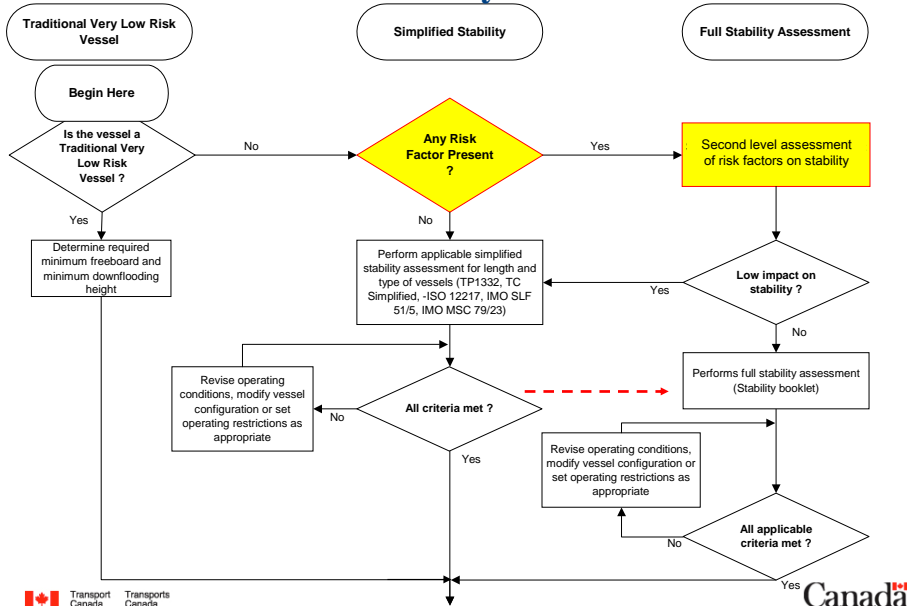 Traditional Very Low Risk
Vessel
Simplified Stability
Full Stability Assessment
Begin Here
Is the vessel a
Traditional Very
Low Risk
Vessel ?
No
Any Risk
Factor Present
?
Yes
Second level assessment
of risk factors on stability
Yes
No
Determine required
minimum freeboard and
minimum downflooding
height
Perform applicable simplified
stability assessment for length and
type of vessels (TP1332, TC
Simplified, -ISO 12217, IMO SLF
51/5, IMO MSC 79/23)
Yes
Low impact on
stability ?
No
Revise operating
conditions, modify vessel
configuration or set
operating restrictions as
appropriate
No
All criteria met ?
Yes
Performs full stability assessment
(Stability booklet)
Revise operating conditions,
modify vessel configuration or
set operating restrictions as
appropriate
No
All applicable
criteria met ?
Yes
Transport
Canada
Transports
Canada
Canada